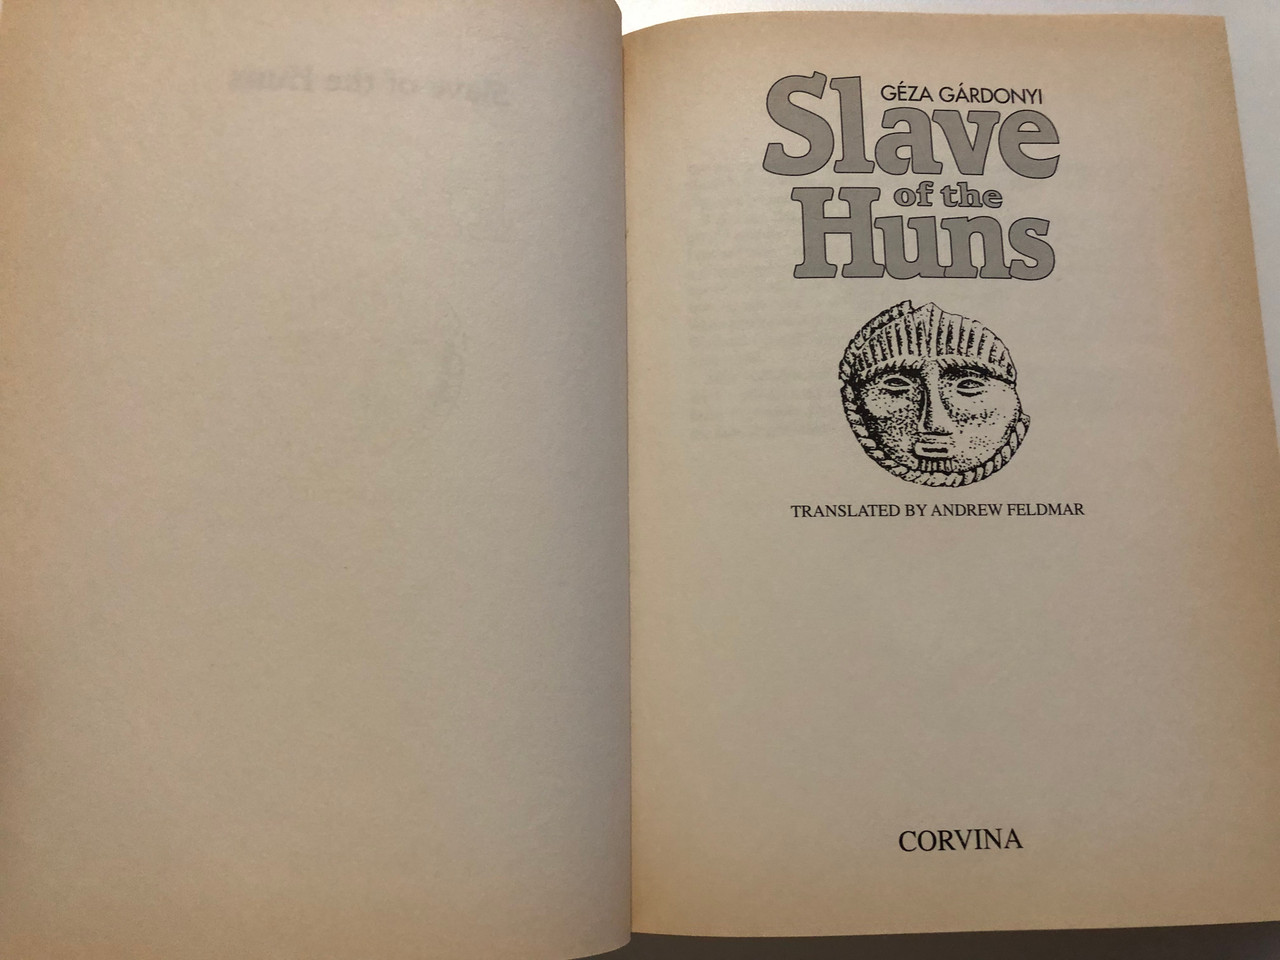 GÉZA GÁRDONYI
Slave
of the
Huns
TRANSLATED BY ANDREW FELDMAR
CORVINA